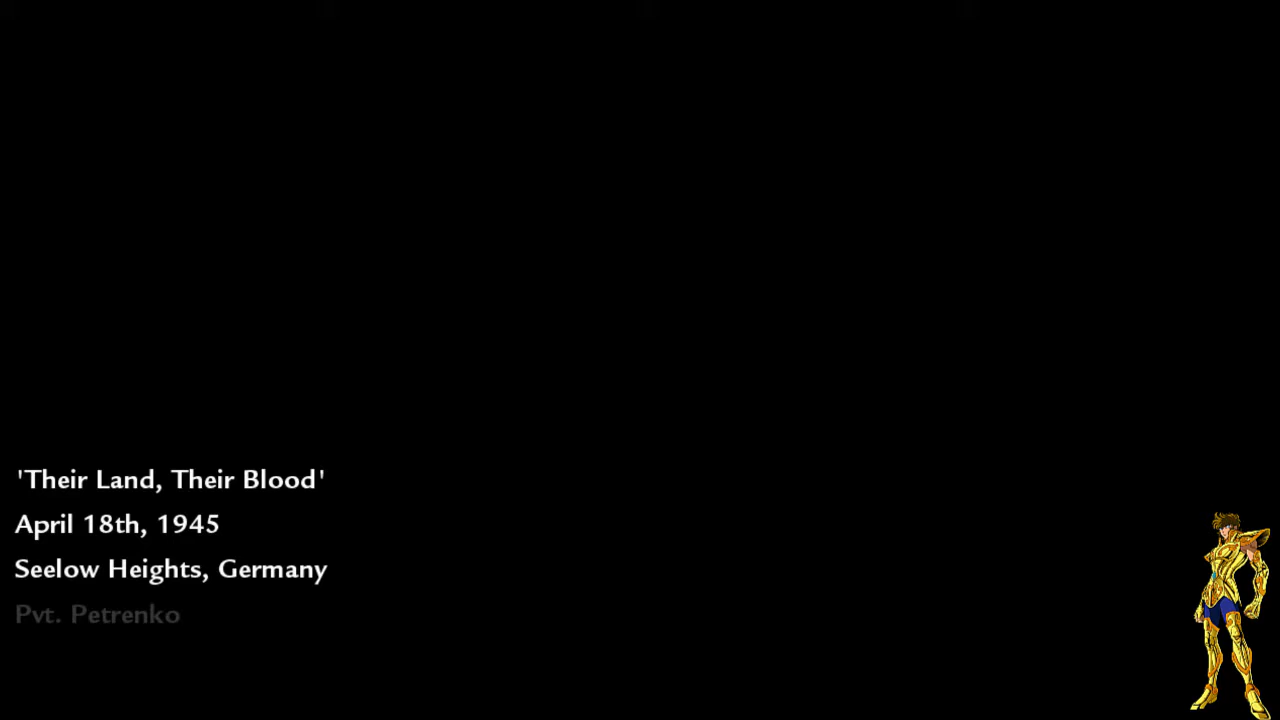 'Their Land, Their Blood'
April 18th, 1945
Seelow Heights, Germany
Pvt. Petrenko